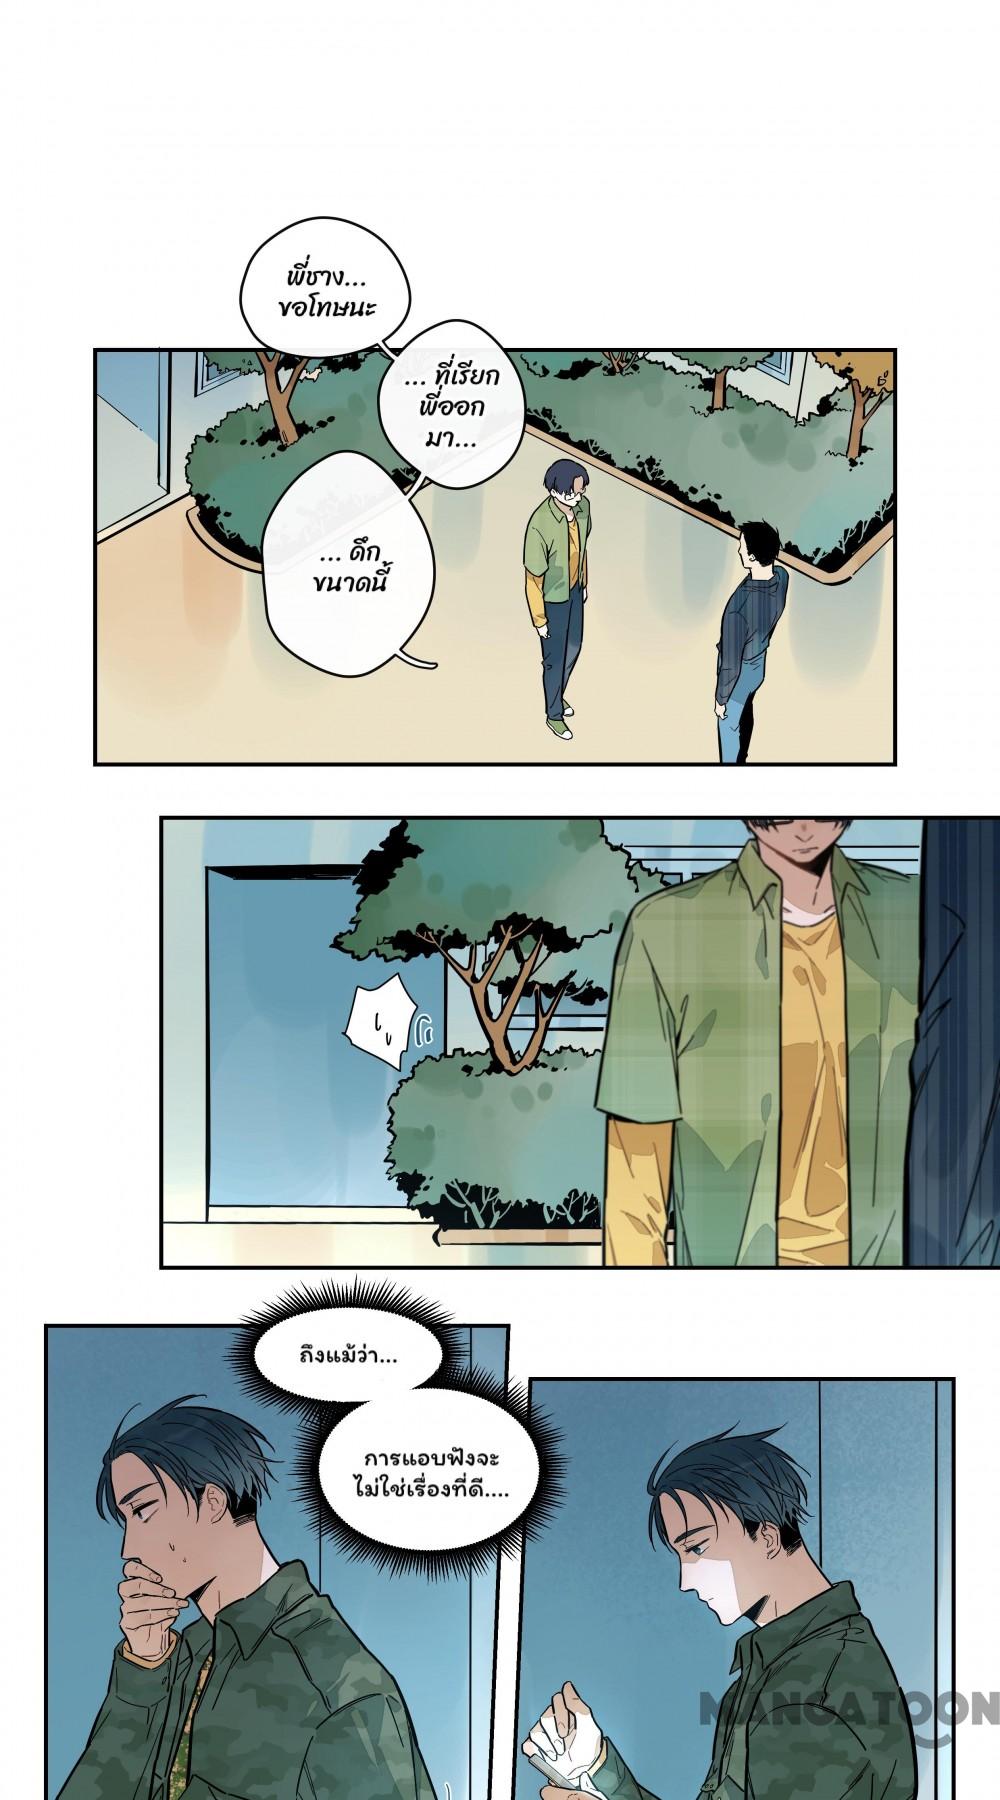 พี่ชาง...
ขอโทษนะ
... ที่เรียก
พี่ออก
มา...
... ดึก
ขนาดนี้
ถึงแม้ว่า...
การแอบฟังจะ
ไม่ใช่เรื่องที่ดี....
MANGATOON